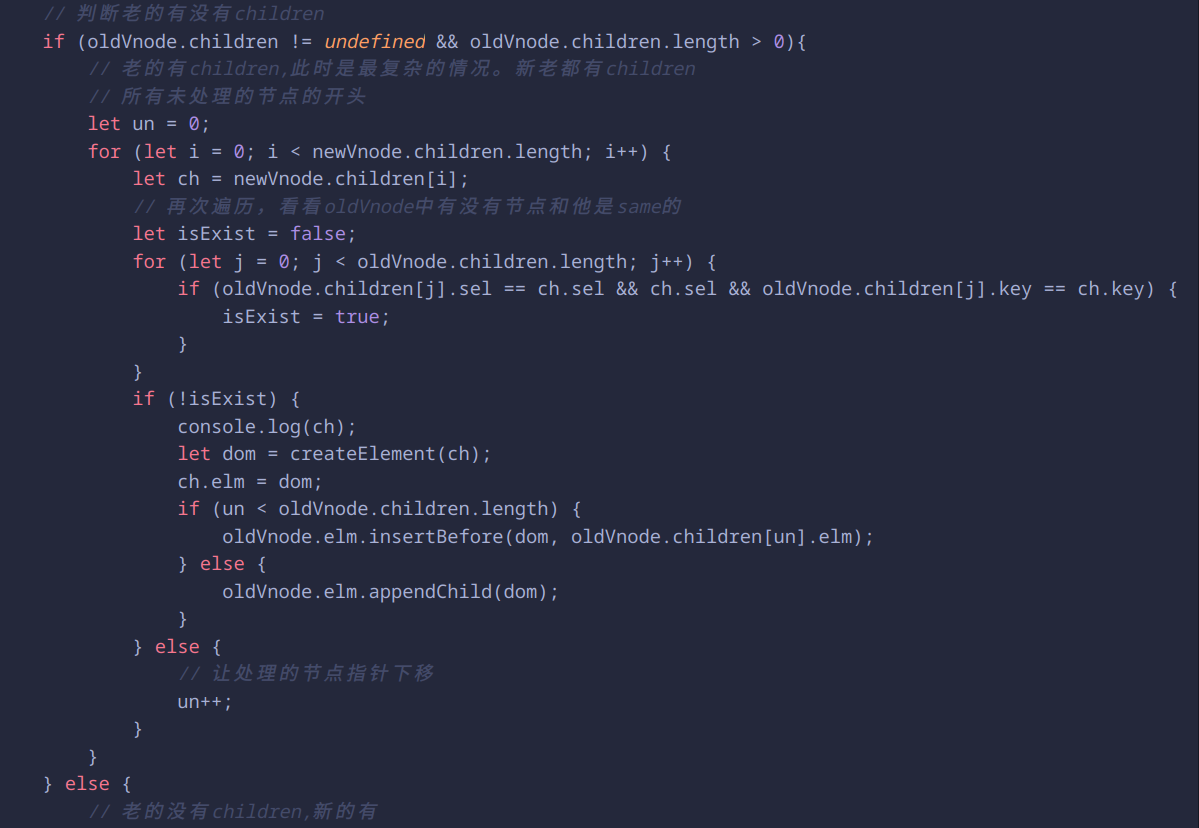 // 判断老的有没有children
if (oldVnode.children != undefined && oldVnode.children.length > 0){
    // 老的有children,此时是最复杂的情况。新老都有children
    // 所有未处理的节点的开头
    let un = 0;
    for (let i = 0; i < newVnode.children.length; i++) {
        let ch = newVnode.children[i];
        // 再次遍历，看看oldVnode中有没有节点和他是same的
        let isExist = false;
        for (let j = 0; j < oldVnode.children.length; j++) {
            if (oldVnode.children[j].sel == ch.sel && ch.sel && oldVnode.children[j].key == ch.key) {
                isExist = true;
            }
        }
        if (!isExist) {
            console.log(ch);
            let dom = createElement(ch);
            ch.elm = dom;
            if (un < oldVnode.children.length) {
                oldVnode.elm.insertBefore(dom, oldVnode.children[un].elm);
            } else {
                oldVnode.elm.appendChild(dom);
            }
        } else {
            // 让处理的节点指针下移
            un++;
        }
    }
} else {
    // 老的没有children,新的有